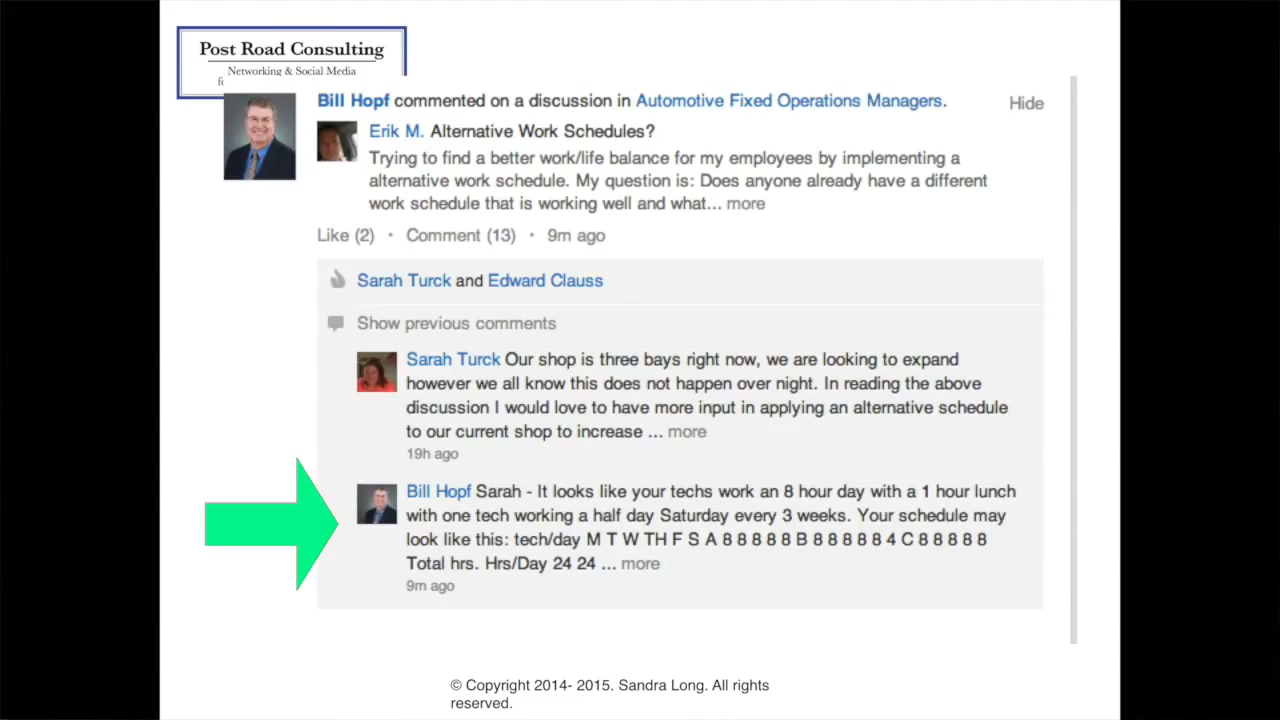 Post Road Consulting
Networking & Social Media
Bill Hopf commented on a discussion in Automotive Fixed Operations Managers.
Hide
Erik M. Alternative Work Schedules?
Trying to find a better work/life balance for my employees by implementing a
alternative work schedule. My question is: Does anyone already have a different
work schedule that is working well and what... more
Like (2) • Comment (13) • 9m ago
Sarah Turck and Edward Clauss
Show previous comments
Sarah Turck Our shop is three bays right now, we are looking to expand
however we all know this does not happen over night. In reading the above
discussion I would love to have more input in applying an alternative schedule
to our current shop to increase ... more
19h ago
Bill Hopf Sarah - It looks like your techs work an 8 hour day with a 1 hour lunch
with one tech working a half day Saturday every 3 weeks. Your schedule may
look like this: tech/day M T W TH F S A 8 8 8 8 8 B 8 8 8 8 8 4 C 8 8 8 8 8
Total hrs. Hrs/Day 24 24 ... more
9m ago
© Copyright 2014- 2015. Sandra Long. All rights
reserved.